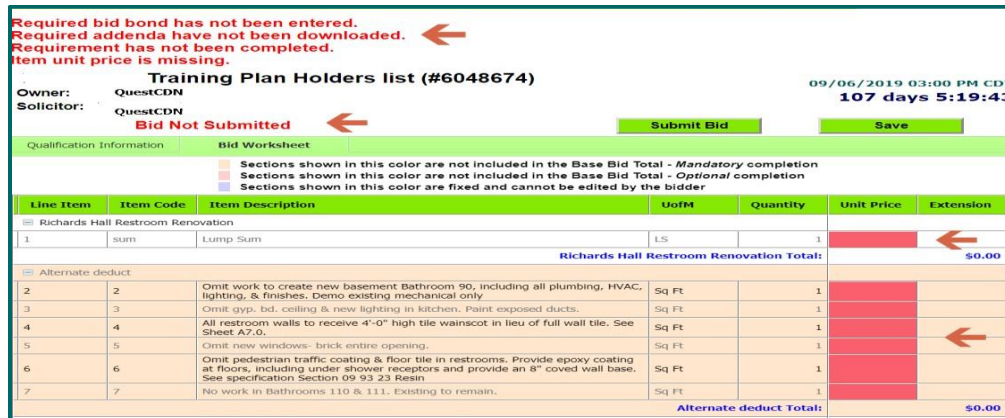 Required bid bond has not been entered.
Required addenda have not been downloaded.
Requirement has not been completed.
Item unit price is missing.
Training Plan Holders list (#6048674)
09/06/2019 03:00 PM CD
Owner: QuestCDN
107 days 5:19:43
Solicitor: QuestCDN
Bid Not Submitted
Submit Bid
Save
Qualification Information Bid Worksheet
Sections shown in this color are not included in the Base Bid Total - Mandatory completion
Sections shown in this color are not included in the Base Bid Total - Optional completion
Sections shown in this color are fixed and cannot be edited by the bidder
Line Item Item Code Item Description UofM Quantity Unit Price Extension
Richards Hall Restroom Renovation
1 sum Lump Sum LS 1
Richards Hall Restroom Renovation Total: $0.00
Alternate deduct
2 2 Omit work to create new basement Bathroom 90, including all plumbing, HVAC, Sq Ft 1
lighting, & finishes. Demo existing mechanical only
3 3 Omit gyp. bd. ceiling & new lighting in kitchen. Paint exposed ducts. Sq Ft 1
4 4 All restroom walls to receive 4'-0" high tile wainscot in lieu of full wall tile. See Sq Ft 1
Sheet A7.0.
5 5 Omit new windows- brick entire opening. Sq Ft 1
6 6 Omit pedestrian traffic coating & floor tile in restrooms. Provide epoxy coating Sq Ft 1
at floors, including under shower receptors and provide an 8" coved wall base.
See specification Section 09 93 23 Resin
7 7 No work in Bathrooms 110 & 111. Existing to remain. Sq Ft 1
Alternate deduct Total: $0.00